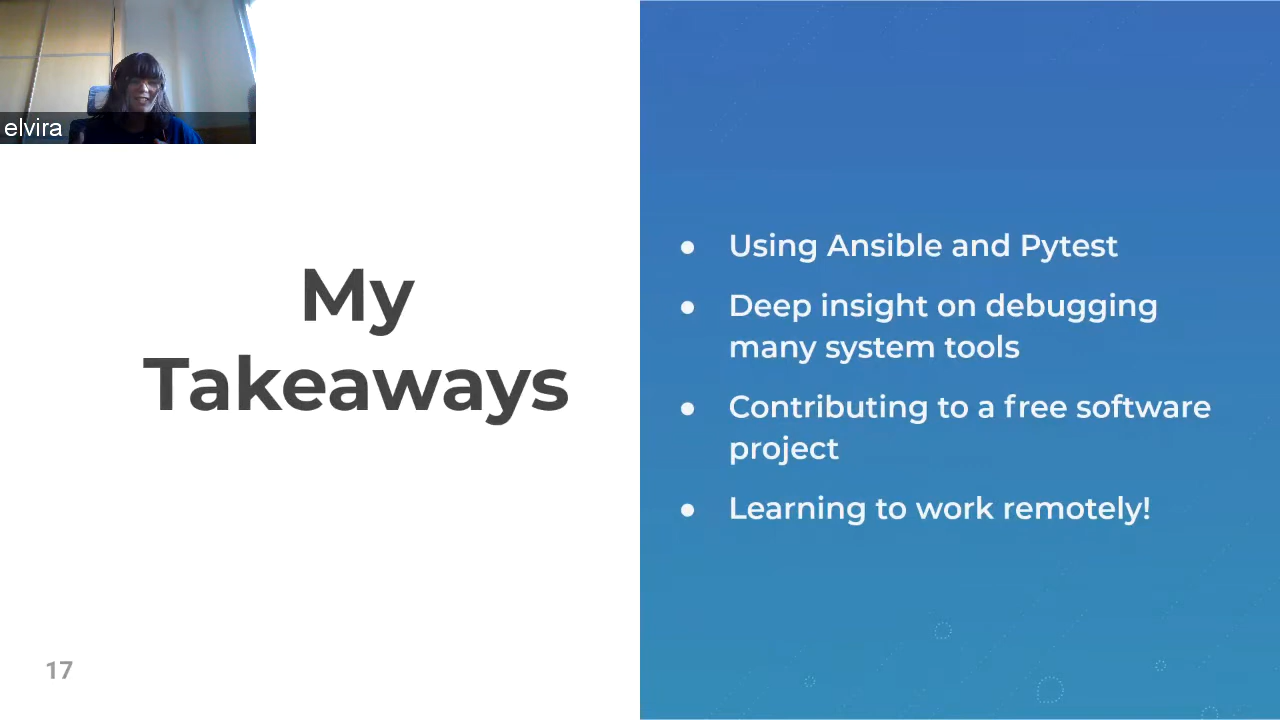 elvira
My
Takeaways
● Using Ansible and Pytest
● Deep insight on debugging
many system tools
● Contributing to a free software
project
● Learning to work remotely!
17